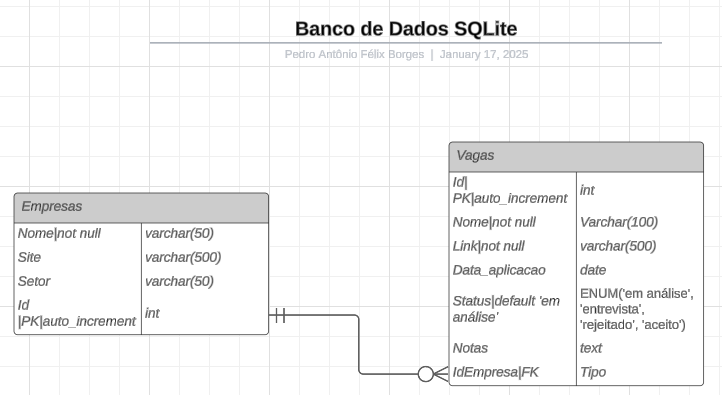 Banco de Dados SQLite
Pedro Antônio Félix Borges | January 17, 2025
Vagas
Id|
PK|auto_increment
int
Nome|not null
Varchar(100)
Link|not null
varchar(500)
Data_aplicacao
date
Status|default 'em
análise'
ENUM('em análise',
'entrevista',
'rejeitado', 'aceito')
Notas
text
IdEmpresa|FK
Tipo
Empresas
Nome|not null
varchar(50)
Site
varchar(500)
Setor
varchar(50)
Id
|PK|auto_increment
int